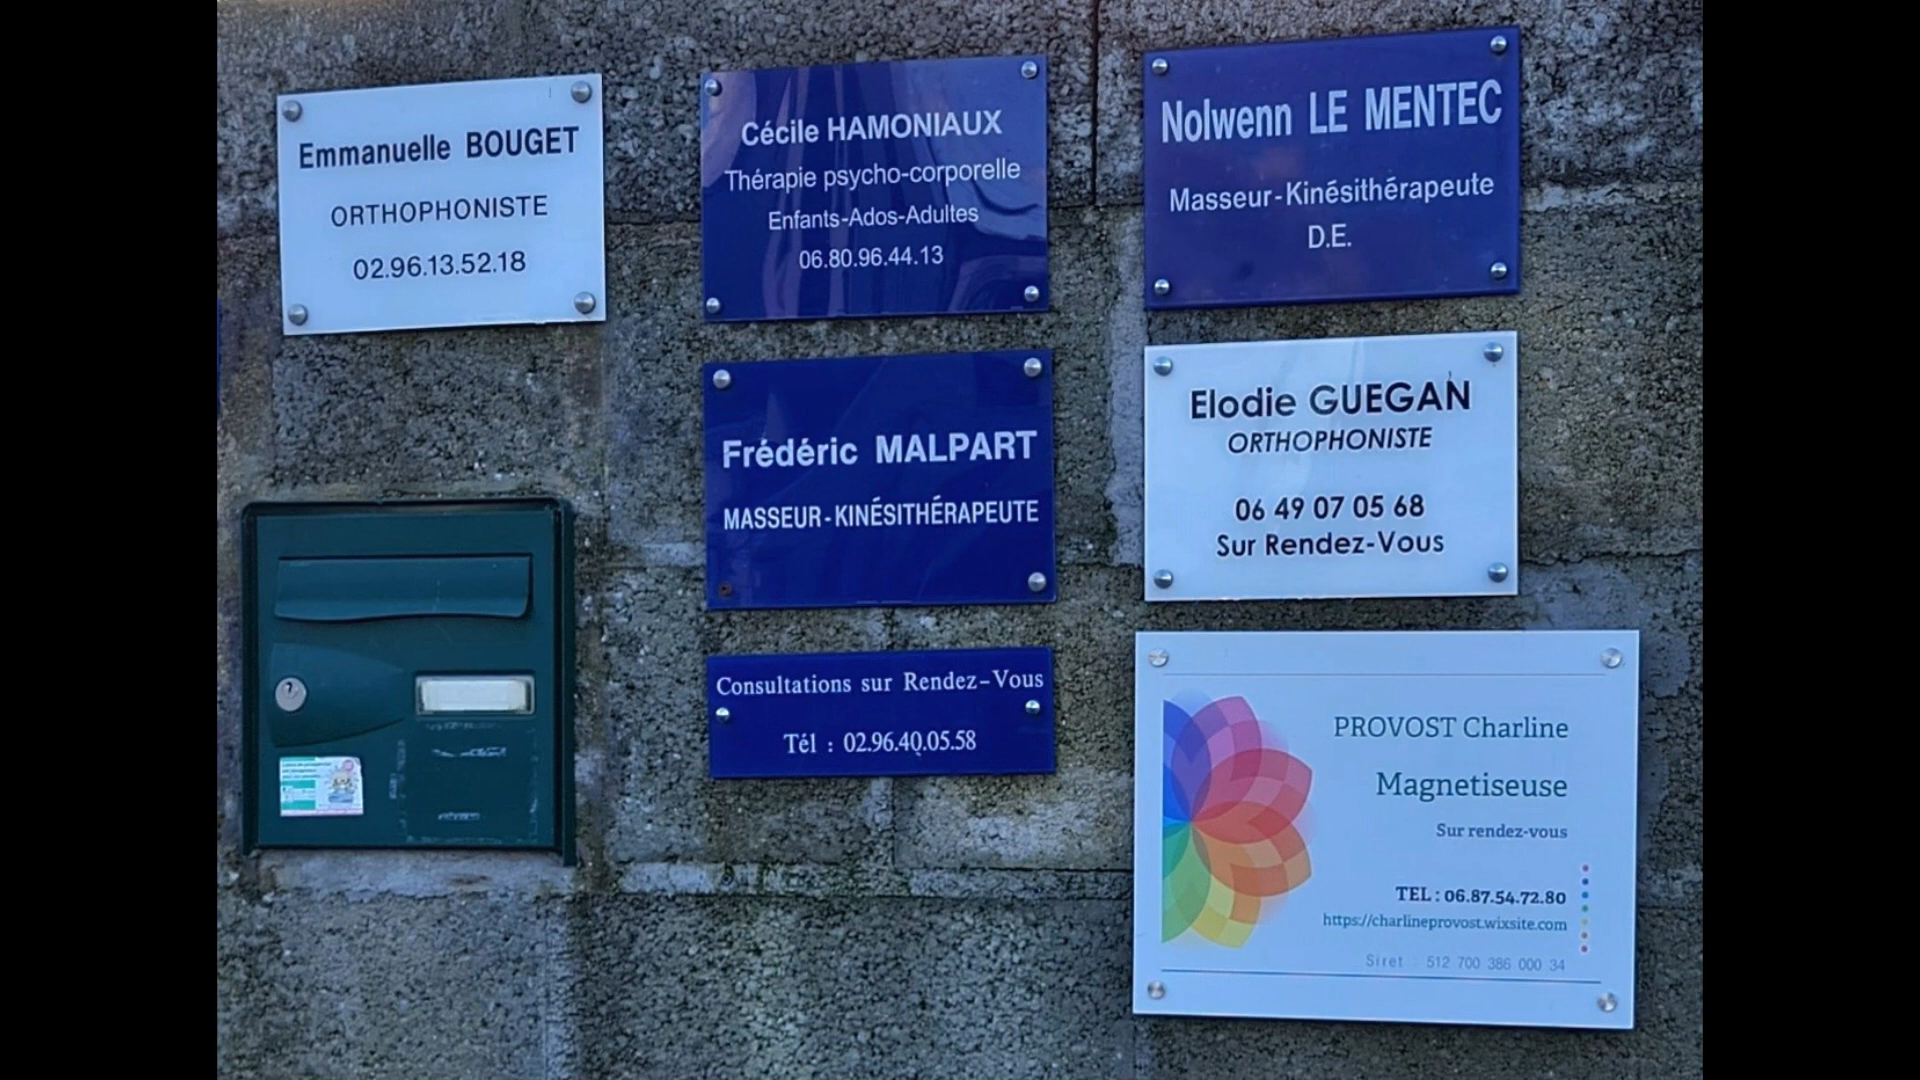 Emmanuelle BOUGET
ORTHOPHONISTE
02.96.13.52.18
Cécile HAMONIAUX
Thérapie psycho-corporelle
Enfants-Ados-Adultes
06.80.96.44.13
Nolwenn LE MENTEC
Masseur-Kinésithérapeute
D.E.
Frédéric MALPART
MASSEUR-KINÉSITHÉRAPEUTE
Elodie GUEGAN
ORTHOPHONISTE
06 49 07 05 68
Sur Rendez-Vous
Consultations sur Rendez-Vous
Tél : 02.96.40.05.58
PROVOST Charline
Magnetiseuse
Sur rendez-vous
TEL : 06.87.54.72.80
https://charlineprovost.wixsite.com
Siret : 512 700 386 000 34